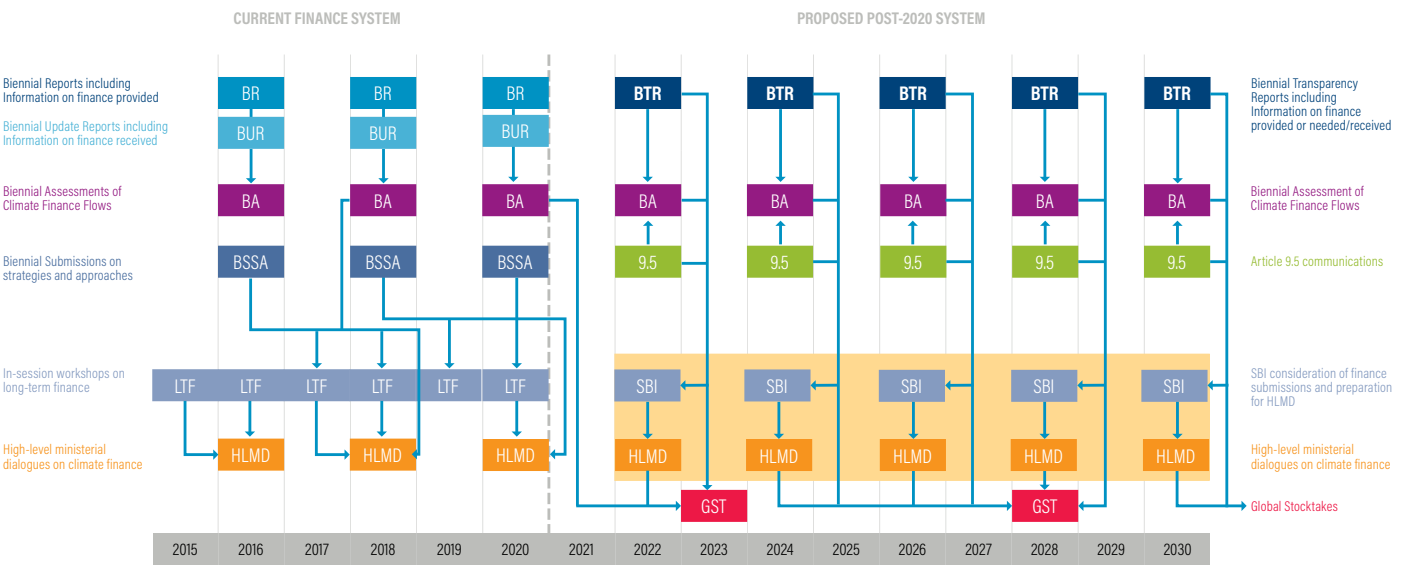 CURRENT FINANCE SYSTEM
PROPOSED POST-2020 SYSTEM
Biennial Reports including
Information on finance provided
BR
BR
BR
BTR
BTR
BTR
BTR
BTR
Biennial Transparency
Reports including
Information on finance
provided or needed/received
Biennial Update Reports including
Information on finance received
BUR
BUR
BUR
Biennial Assessments of
Climate Finance Flows
BA
BA
BA
BA
BA
BA
BA
BA
Biennial Assessment of
Climate Finance Flows
Biennial Submissions on
strategies and approaches
BSSA
BSSA
BSSA
9.5
9.5
9.5
9.5
9.5
Article 9.5 communications
In-session workshops on
long-term finance
LTF
LTF
LTF
LTF
LTF
LTF
SBI
SBI
SBI
SBI
SBI
SBI consideration of finance
submissions and preparation
for HLMD
High-level ministerial
dialogues on climate finance
HLMD
HLMD
HLMD
HLMD
HLMD
HLMD
HLMD
HLMD
High-level ministerial
dialogues on climate finance
GST
GST
Global Stocktakes
2015
2016
2017
2018
2019
2020
2021
2022
2023
2024
2025
2026
2027
2028
2029
2030